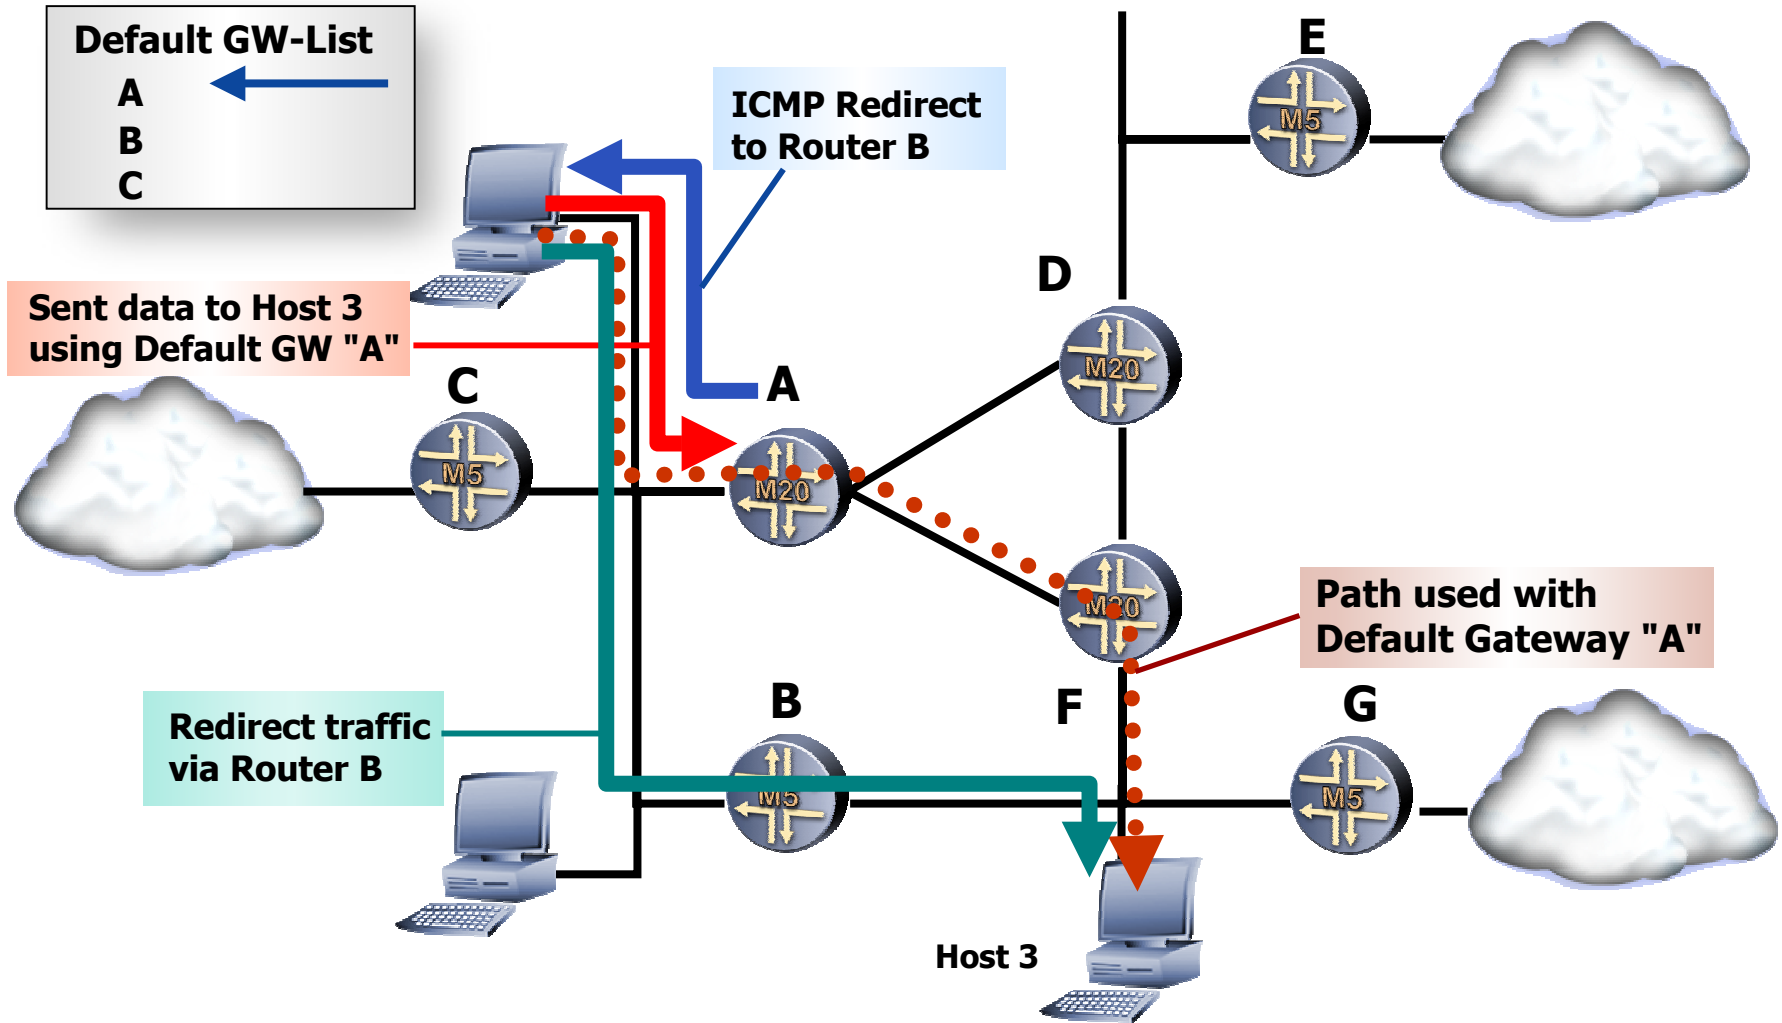 Default GW-List
A
B
C
ICMP Redirect
to Router B
E
M5
D
Sent data to Host 3
using Default GW "A"
M20
C
A
M5
M20
M20
Path used with
Default Gateway "A"
Redirect traffic
via Router B
B
F
G
M5
M5
Host 3